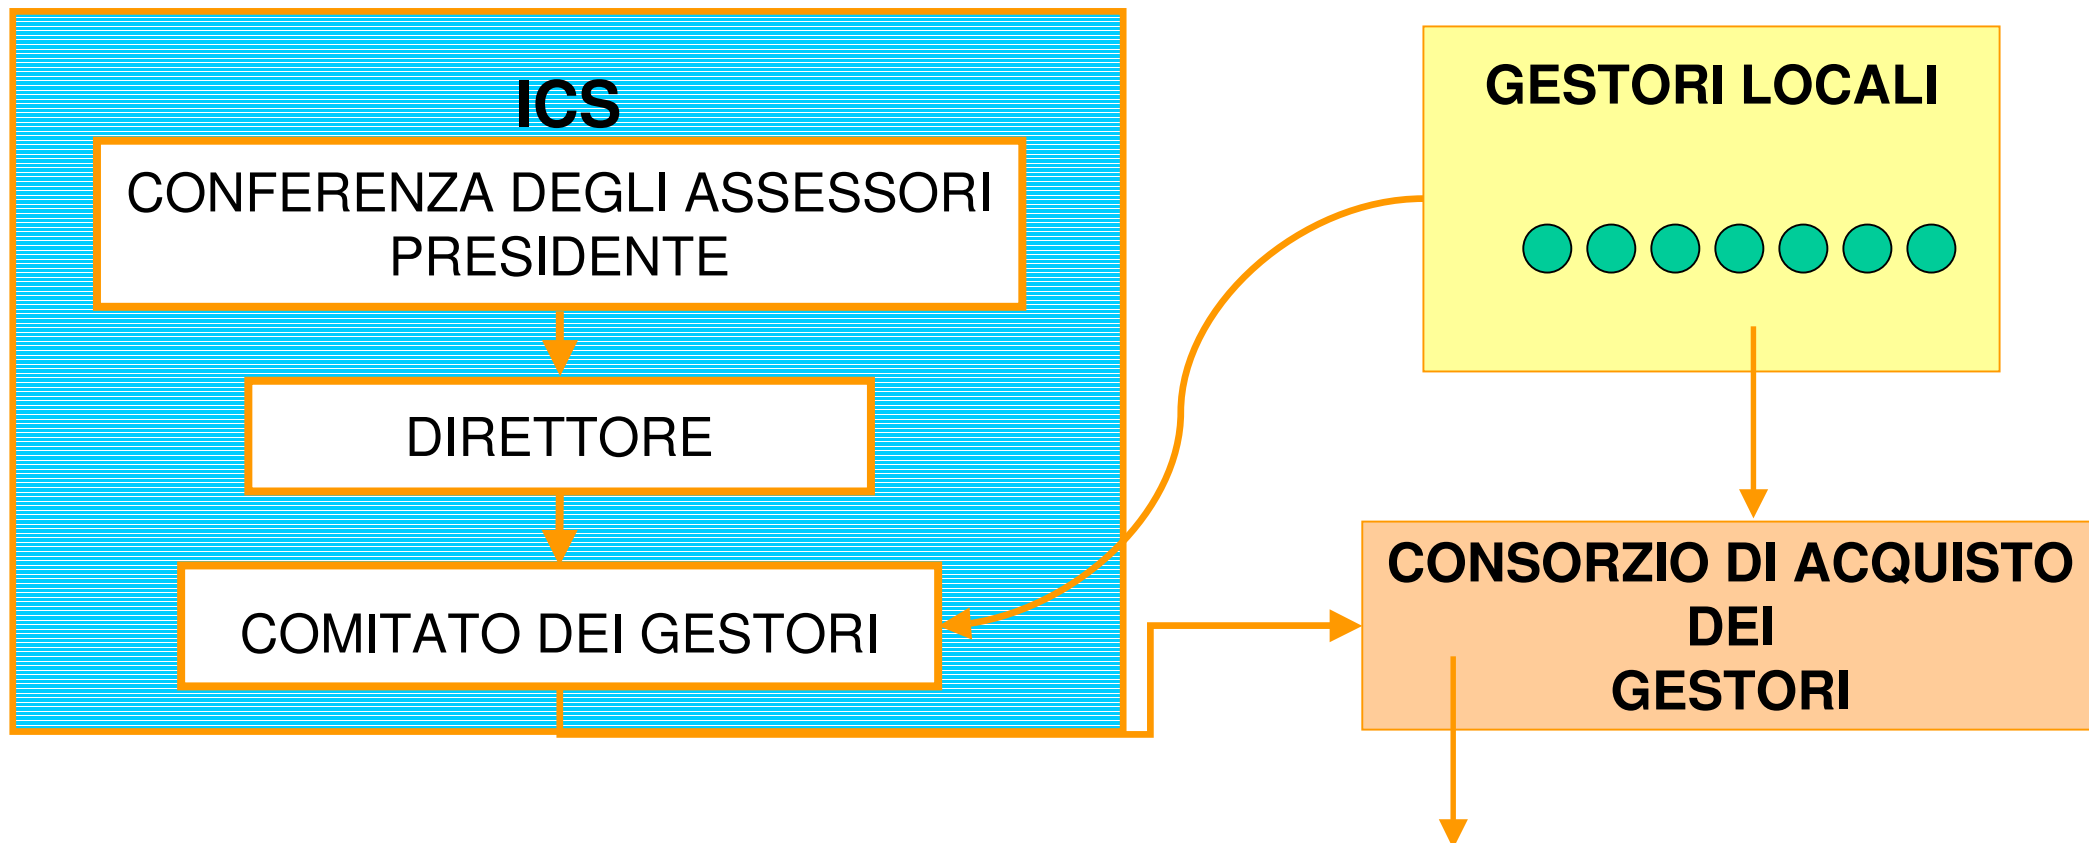 ICS
CONFERENZA DEGLI ASSESSORI
PRESIDENTE
DIRETTORE
COMITATO DEI GESTORI
GESTORI LOCALI
CONSORZIO DI ACQUISTO
DEI
GESTORI